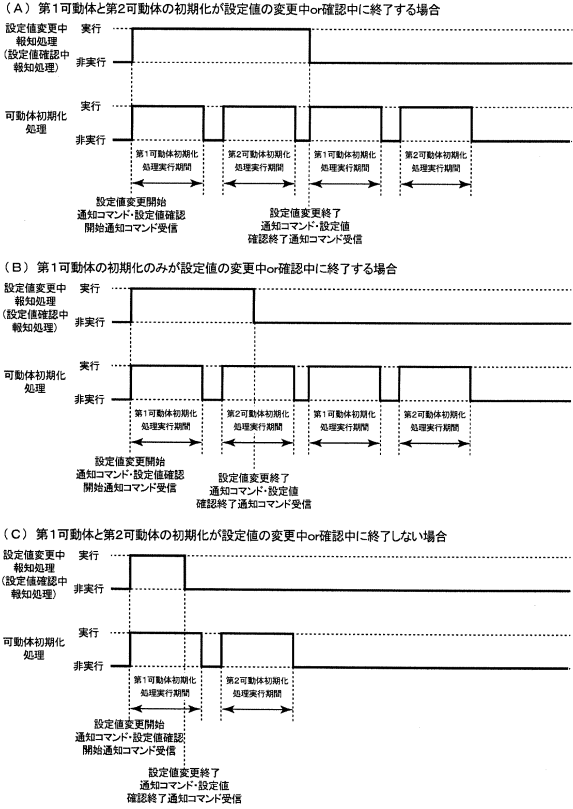 (A) 第1可動体と第2可動体の初期化が設定値の変更中or確認中に終了する場合
設定値変更中
報知処理
(設定値確認中
報知処理)
実行
非実行
可動体初期化
処理
実行
非実行
第1可動体初期化
処理実行期間
第2可動体初期化
処理実行期間
第1可動体初期化
処理実行期間
第2可動体初期化
処理実行期間
設定値変更開始
通知コマンド・設定値確認
開始通知コマンド受信
設定値変更終了
通知コマンド・設定値
確認終了通知コマンド受信
(B) 第1可動体の初期化のみが設定値の変更中or確認中に終了する場合
設定値変更中
報知処理
(設定値確認中
報知処理)
実行
非実行
可動体初期化
処理
実行
非実行
第1可動体初期化
処理実行期間
第2可動体初期化
処理実行期間
第1可動体初期化
処理実行期間
第2可動体初期化
処理実行期間
設定値変更開始
通知コマンド・設定値確認
開始通知コマンド受信
設定値変更終了
通知コマンド・設定値
確認終了通知コマンド受信
(C) 第1可動体と第2可動体の初期化が設定値の変更中or確認中に終了しない場合
設定値変更中
報知処理
(設定値確認中
報知処理)
実行
非実行
可動体初期化
処理
実行
非実行
第1可動体初期化
処理実行期間
第2可動体初期化
処理実行期間
設定値変更開始
通知コマンド・設定値確認
開始通知コマンド受信
設定値変更終了
通知コマンド・設定値
確認終了通知コマンド受信